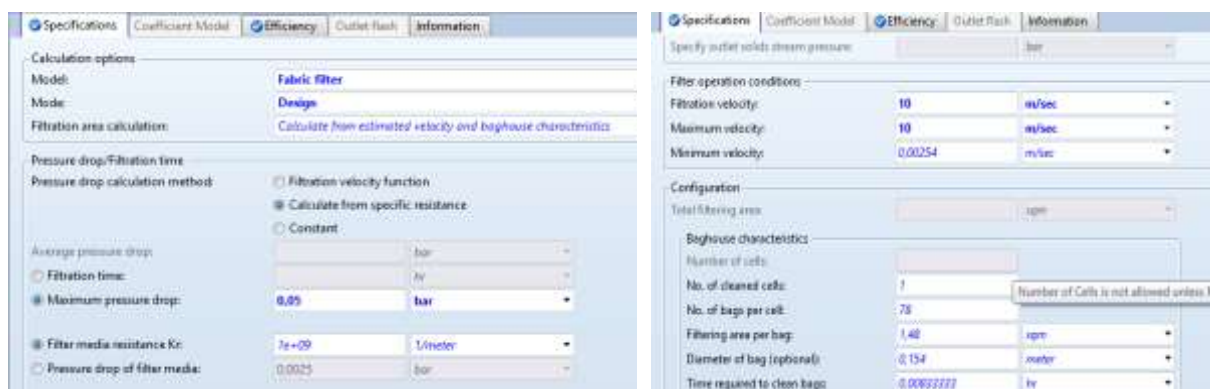 Specifications Coefficient Model Efficiency Outlet flash Information
Calculation options
Model: Fabric filter
Mode: Design
Filtration area calculation: Calculate from estimated velocity and baghouse characteristics
Pressure drop/Filtration time
Pressure drop calculation method: Filtration velocity function
Calculate from specific resistance
Constant
Average pressure drop: bar
Filtration time: hr
Maximum pressure drop: 0,05 bar
Filter media resistance Kr: 1e+09 1/meter
Pressure drop of filter media: 0,0025 bar
Specifications Coefficient Model Efficiency Outlet flash Information
Specify outlet solids stream pressure: bar
Filter operation conditions
Filtration velocity: 10 m/sec
Maximum velocity: 10 m/sec
Minimum velocity: 0,00254 m/sec
Configuration
Total filtering area: sqm
Baghouse characteristics
Number of cells:
No. of cleaned cells: 1
Number of Cells is not allowed unless
No. of bags per cell: 78
Filtering area per bag: 1,48 sqm
Diameter of bag (optional): 0,154 meter
Time required to clean bags: 0,00833333 hr